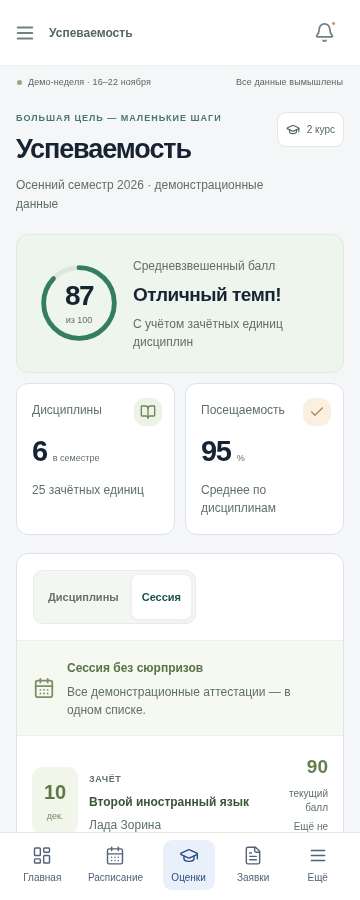 Успеваемость
Демо-неделя · 16–22 ноября
Все данные вымышлены
БОЛЬШАЯ ЦЕЛЬ — МАЛЕНЬКИЕ ШАГИ
Успеваемость
2 курс
Осенний семестр 2026 · демонстрационные
данные
87
из 100
Средневзвешенный балл
Отличный темп!
С учётом зачётных единиц
дисциплин
Дисциплины
6 в семестре
25 зачётных единиц
Посещаемость
95 %
Среднее по
дисциплинам
Дисциплины
Сессия
Сессия без сюрпризов
Все демонстрационные аттестации — в
одном списке.
10
дек.
ЗАЧЁТ
Второй иностранный язык
Лада Зорина
90
текущий
балл
Ещё не
Главная
Расписание
Оценки
Заявки
Ещё